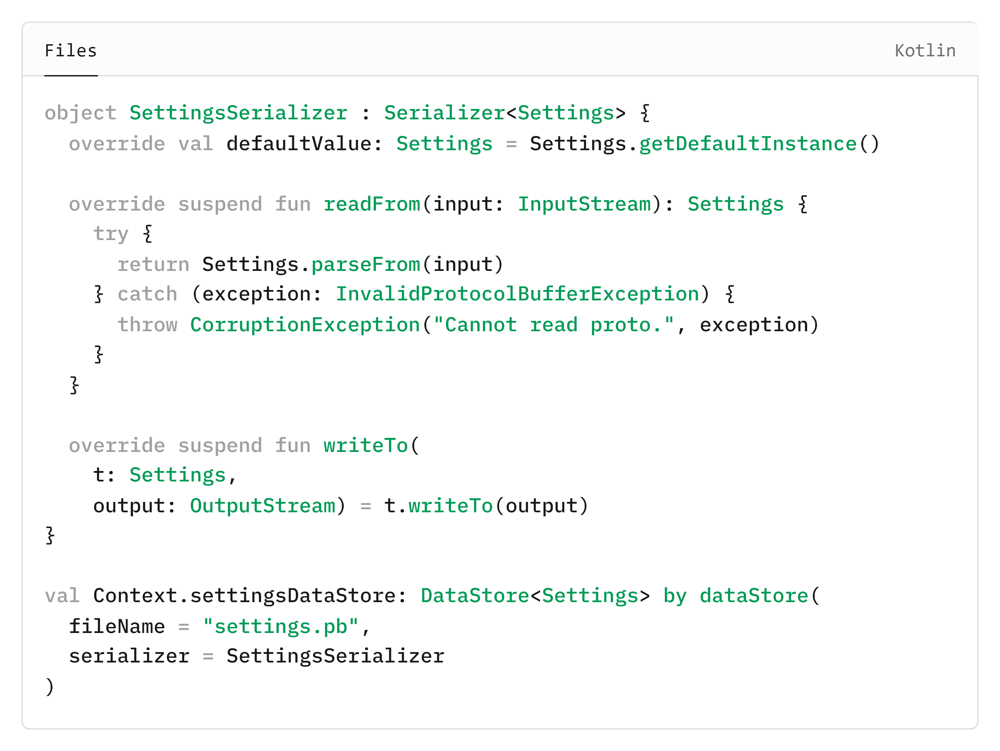 Files
Kotlin
object SettingsSerializer : Serializer<Settings> {
  override val defaultValue: Settings = Settings.getDefaultInstance()

  override suspend fun readFrom(input: InputStream): Settings {
    try {
      return Settings.parseFrom(input)
    } catch (exception: InvalidProtocolBufferException) {
      throw CorruptionException("Cannot read proto.", exception)
    }
  }

  override suspend fun writeTo(
    t: Settings,
    output: OutputStream) = t.writeTo(output)
}

val Context.settingsDataStore: DataStore<Settings> by dataStore(
  fileName = "settings.pb",
  serializer = SettingsSerializer
)